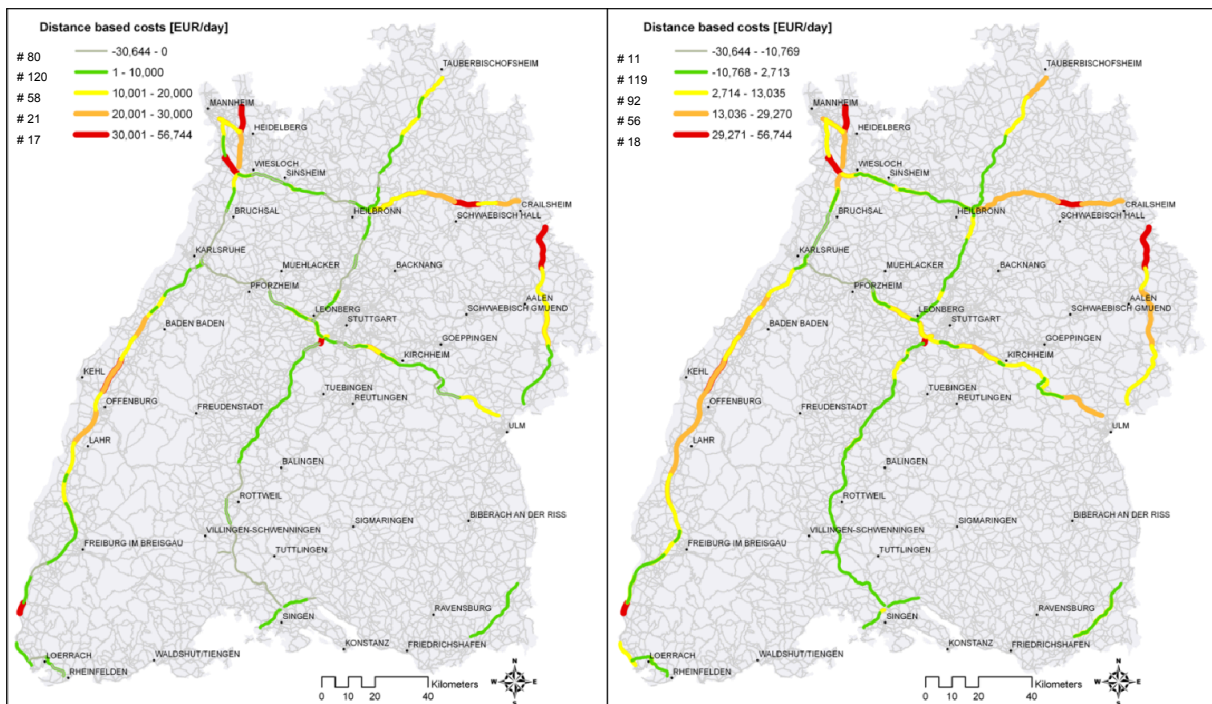 Distance based costs [EUR/day]
# 80 -30,644 - 0
# 120 1 - 10,000
# 58 10,001 - 20,000
# 21 20,001 - 30,000
# 17 30,001 - 56,744
TAUBERBISCHOFSHEIM
MANNHEIM
HEIDELBERG
WIESLOCH
SINSHEIM
CRAILSHEIM
BRUCHSAL
HEILBRONN
SCHWAEBISCH HALL
KARLSRUHE
MUEHLACKER
BACKNANG
PFORZHEIM
AALEN
LEONBERG
SCHWAEBISCH GMUEND
STUTTGART
BADEN BADEN
GOEPPINGEN
KIRCHHEIM
KEHL
TUEBINGEN
REUTLINGEN
OFFENBURG
FREUDENSTADT
ULM
LAHR
BALINGEN
ROTTWEIL
BIBERACH AN DER RISS
SIGMARINGEN
VILLINGEN-SCHWENNINGEN
FREIBURG IM BREISGAU
TUTTLINGEN
RAVENSBURG
SINGEN
KONSTANZ
FRIEDRICHSHAFEN
LOERRACH
WALDSHUT/TIENGEN
RHEINFELDEN
N
W E
S
Kilometers
0 5 10 20 40
Distance based costs [EUR/day]
# 11 -30,644 - -10,769
# 119 -10,768 - 2,713
# 92 2,714 - 13,035
# 56 13,036 - 29,270
# 18 29,271 - 56,744
TAUBERBISCHOFSHEIM
MANNHEIM
HEIDELBERG
WIESLOCH
SINSHEIM
CRAILSHEIM
BRUCHSAL
HEILBRONN
SCHWAEBISCH HALL
KARLSRUHE
MUEHLACKER
BACKNANG
PFORZHEIM
AALEN
LEONBERG
SCHWAEBISCH GMUEND
STUTTGART
BADEN BADEN
GOEPPINGEN
KIRCHHEIM
KEHL
TUEBINGEN
REUTLINGEN
OFFENBURG
FREUDENSTADT
ULM
LAHR
BALINGEN
ROTTWEIL
BIBERACH AN DER RISS
SIGMARINGEN
VILLINGEN-SCHWENNINGEN
FREIBURG IM BREISGAU
TUTTLINGEN
RAVENSBURG
SINGEN
KONSTANZ
FRIEDRICHSHAFEN
LOERRACH
WALDSHUT/TIENGEN
RHEINFELDEN
N
W E
S
Kilometers
0 5 10 20 40